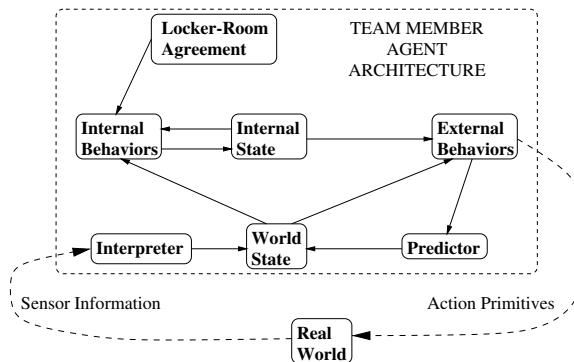 Locker-Room
Agreement
TEAM MEMBER
AGENT
ARCHITECTURE
Internal
Behaviors
Internal
State
External
Behaviors
Interpreter
World
State
Predictor
Sensor Information
Action Primitives
Real
World